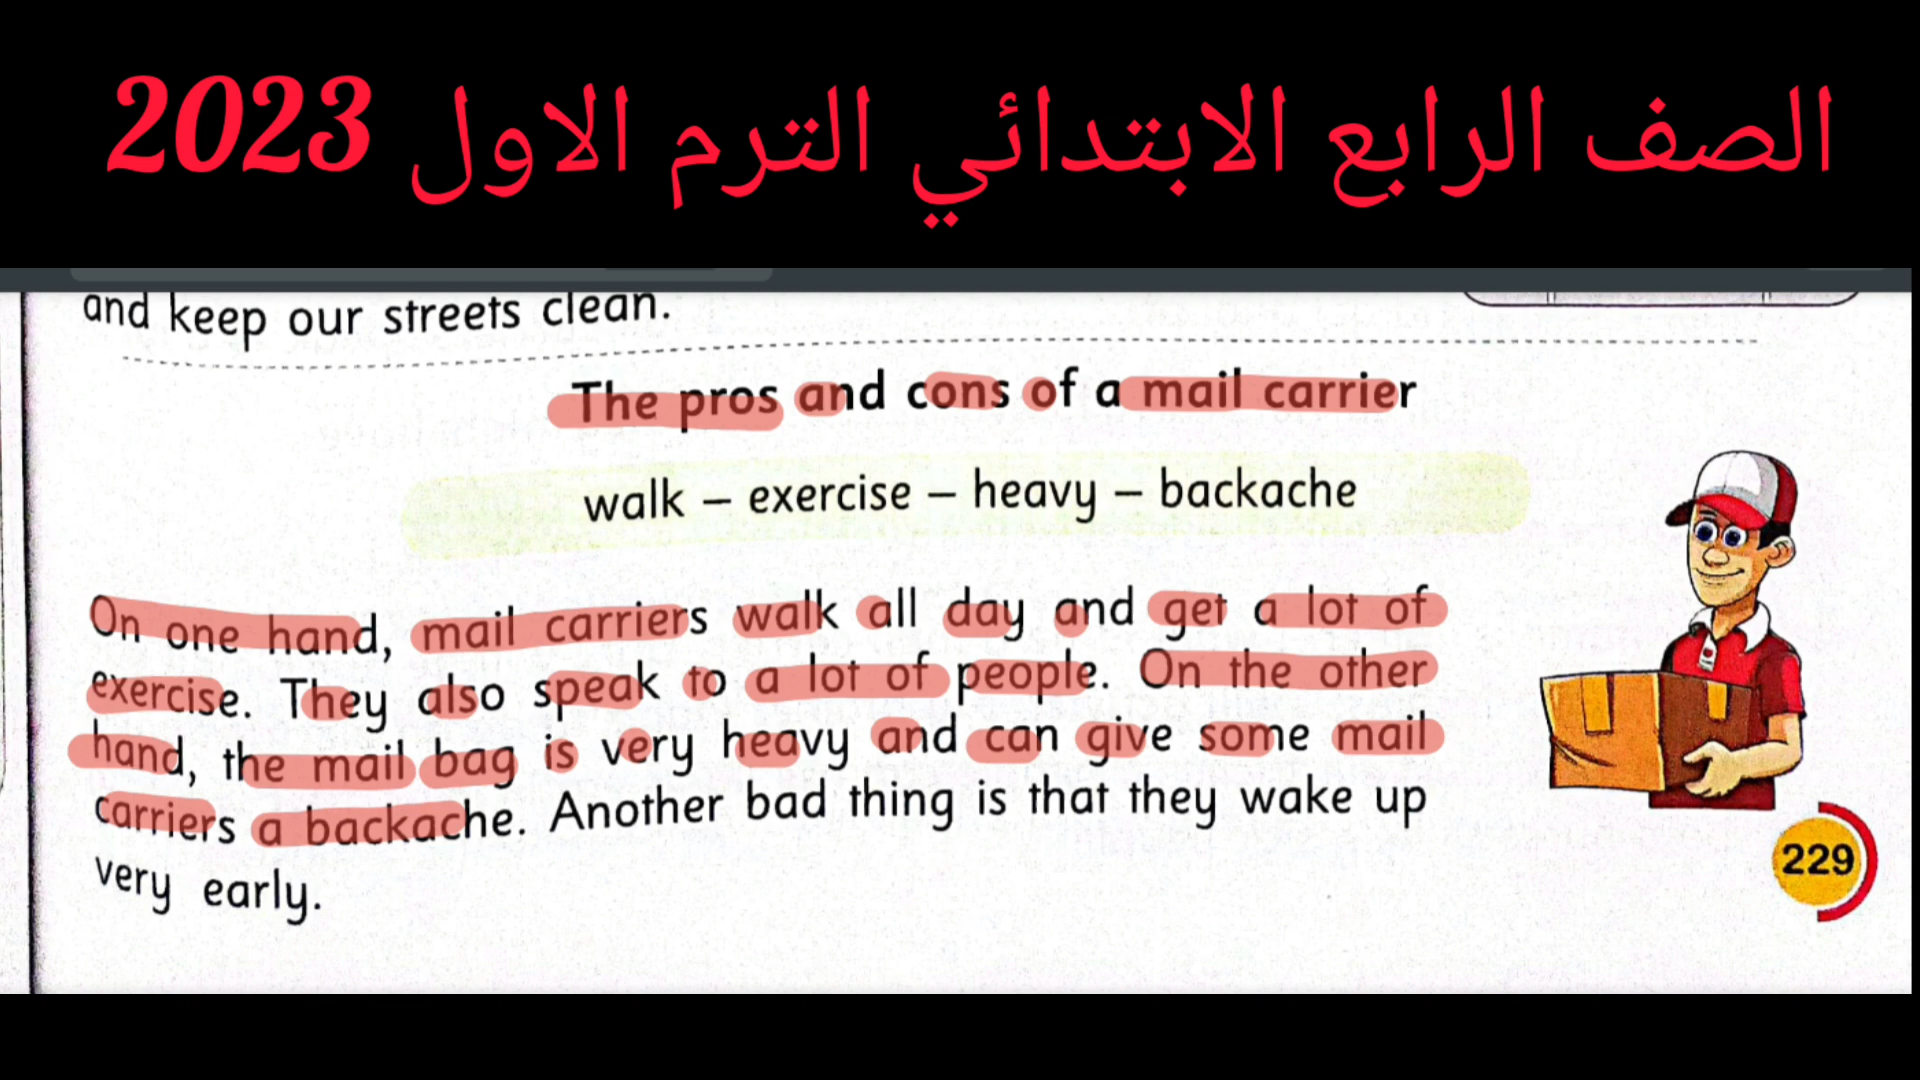 الصف الرابع الابتدائي الترم الاول 2023
and keep our streets clean.
The pros and cons of a mail carrier
walk – exercise – heavy – backache
On one hand, mail carriers walk all day and get a lot of
exercise. They also speak to a lot of people. On the other
hand, the mail bag is very heavy and can give some mail
carriers a backache. Another bad thing is that they wake up
very early.
229